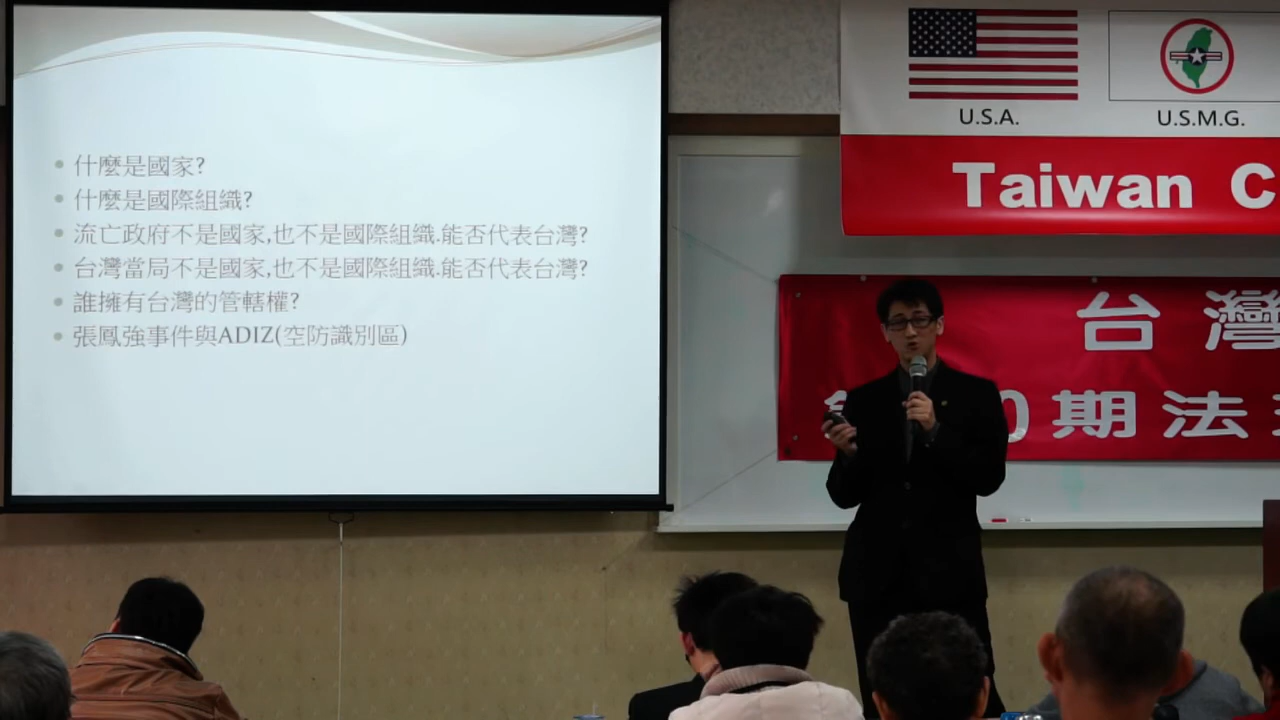 什麼是國家?
什麼是國際組織?
流亡政府不是國家,也不是國際組織.能否代表台灣?
台灣當局不是國家,也不是國際組織.能否代表台灣?
誰擁有台灣的管轄權?
張鳳強事件與ADIZ(空防識別區)
U.S.A.
U.S.M.G.
Taiwan C
台灣
0期法